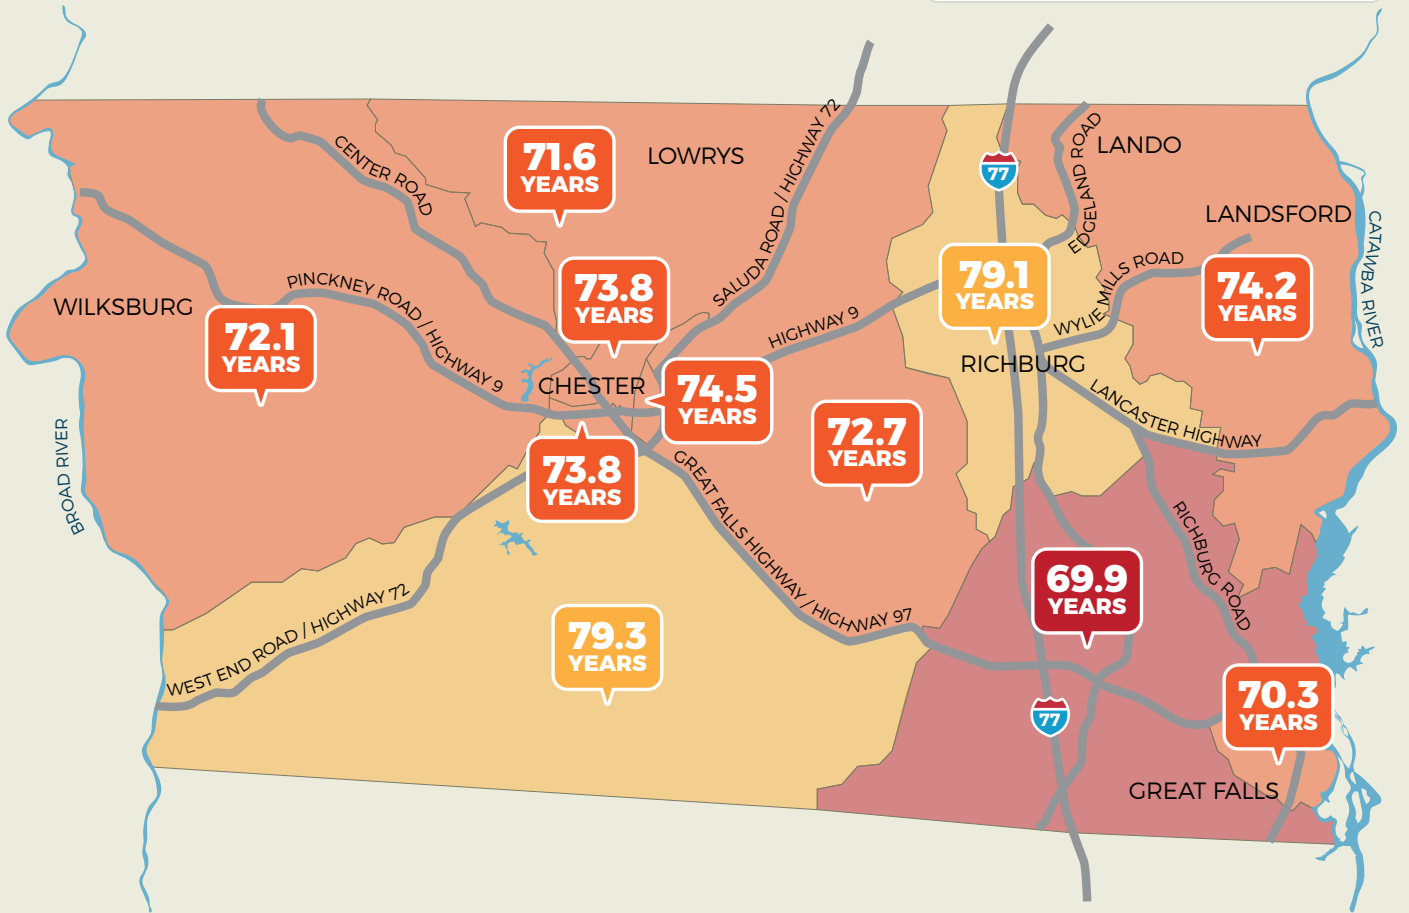 SALUDA ROAD / HIGHWAY 72
CENTER ROAD
71.6
YEARS
LOWRYS
77
EDGELAND ROAD
LANDO
LANDSFORD
CATAWBA RIVER
WILKSBURG
72.1
YEARS
PINCKNEY ROAD / HIGHWAY 9
73.8
YEARS
HIGHWAY 9
79.1
YEARS
RICHBURG
WYLIE MILLS ROAD
74.2
YEARS
CHESTER
74.5
YEARS
72.7
YEARS
LANCASTER HIGHWAY
BROAD RIVER
73.8
YEARS
GREAT FALLS HIGHWAY / HIGHWAY 97
RICHBURG ROAD
69.9
YEARS
WEST END ROAD / HIGHWAY 72
79.3
YEARS
77
70.3
YEARS
GREAT FALLS